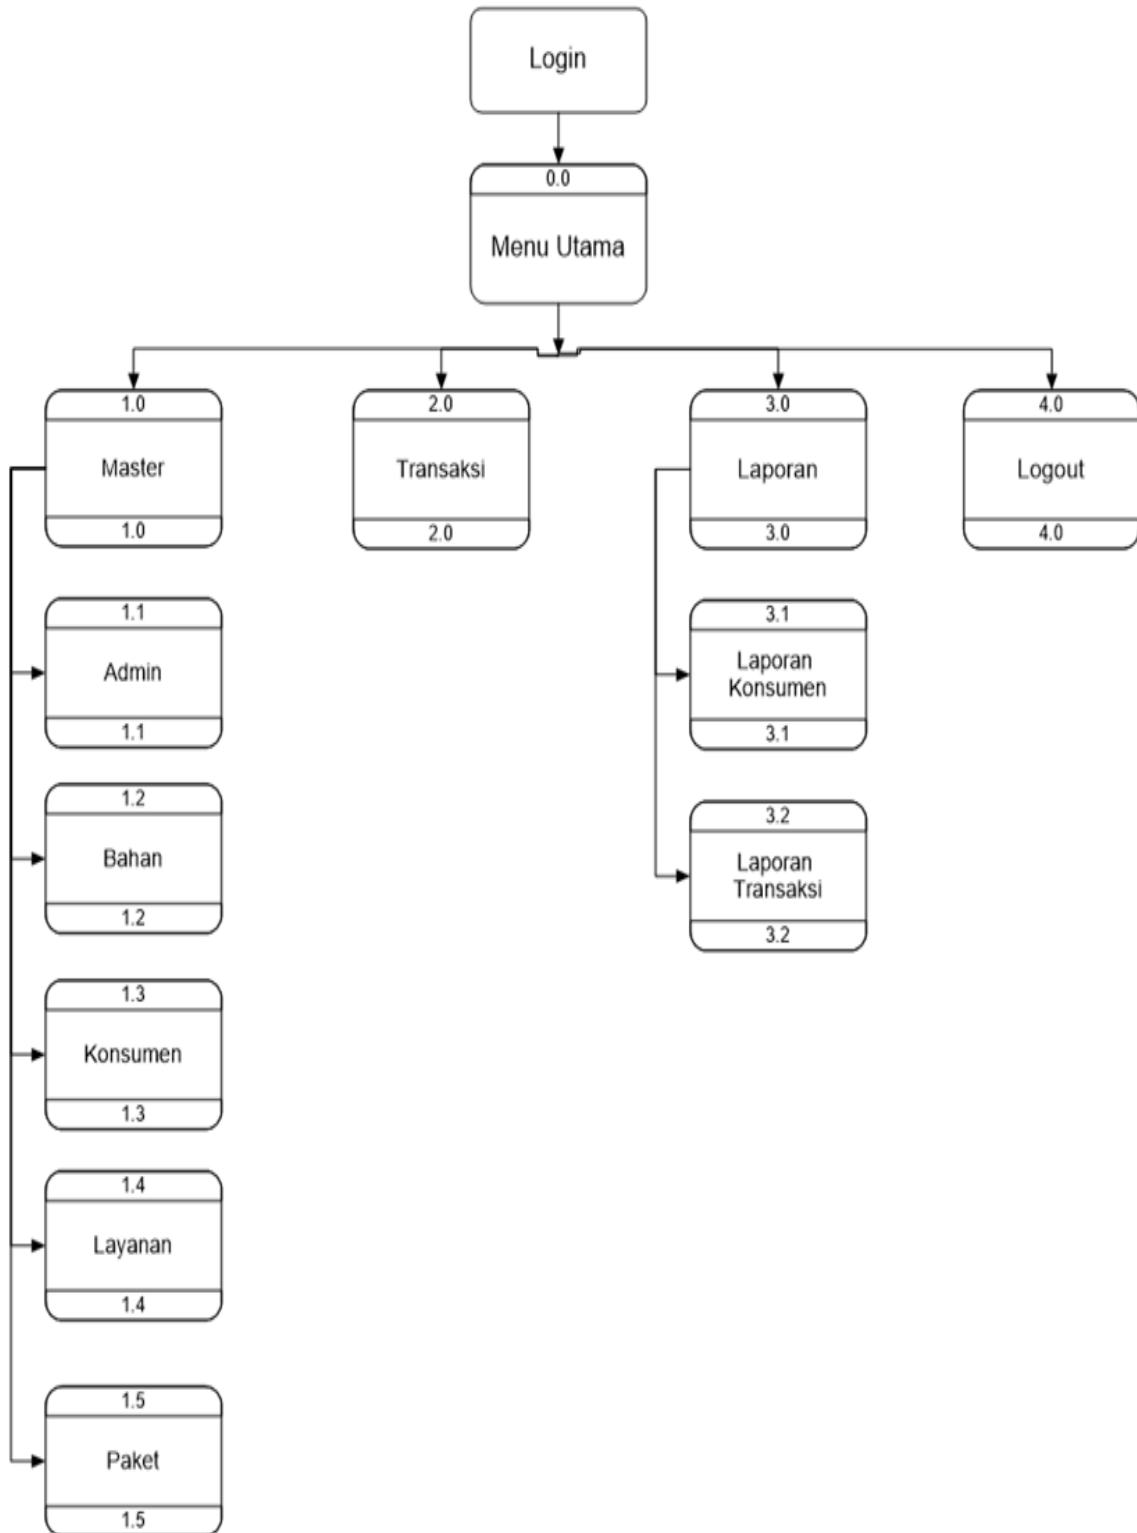 Login
0.0
Menu Utama
1.0
Master
1.0
2.0
Transaksi
2.0
3.0
Laporan
3.0
4.0
Logout
4.0
1.1
Admin
1.1
1.2
Bahan
1.2
1.3
Konsumen
1.3
1.4
Layanan
1.4
1.5
Paket
1.5
3.1
Laporan
Konsumen
3.1
3.2
Laporan
Transaksi
3.2